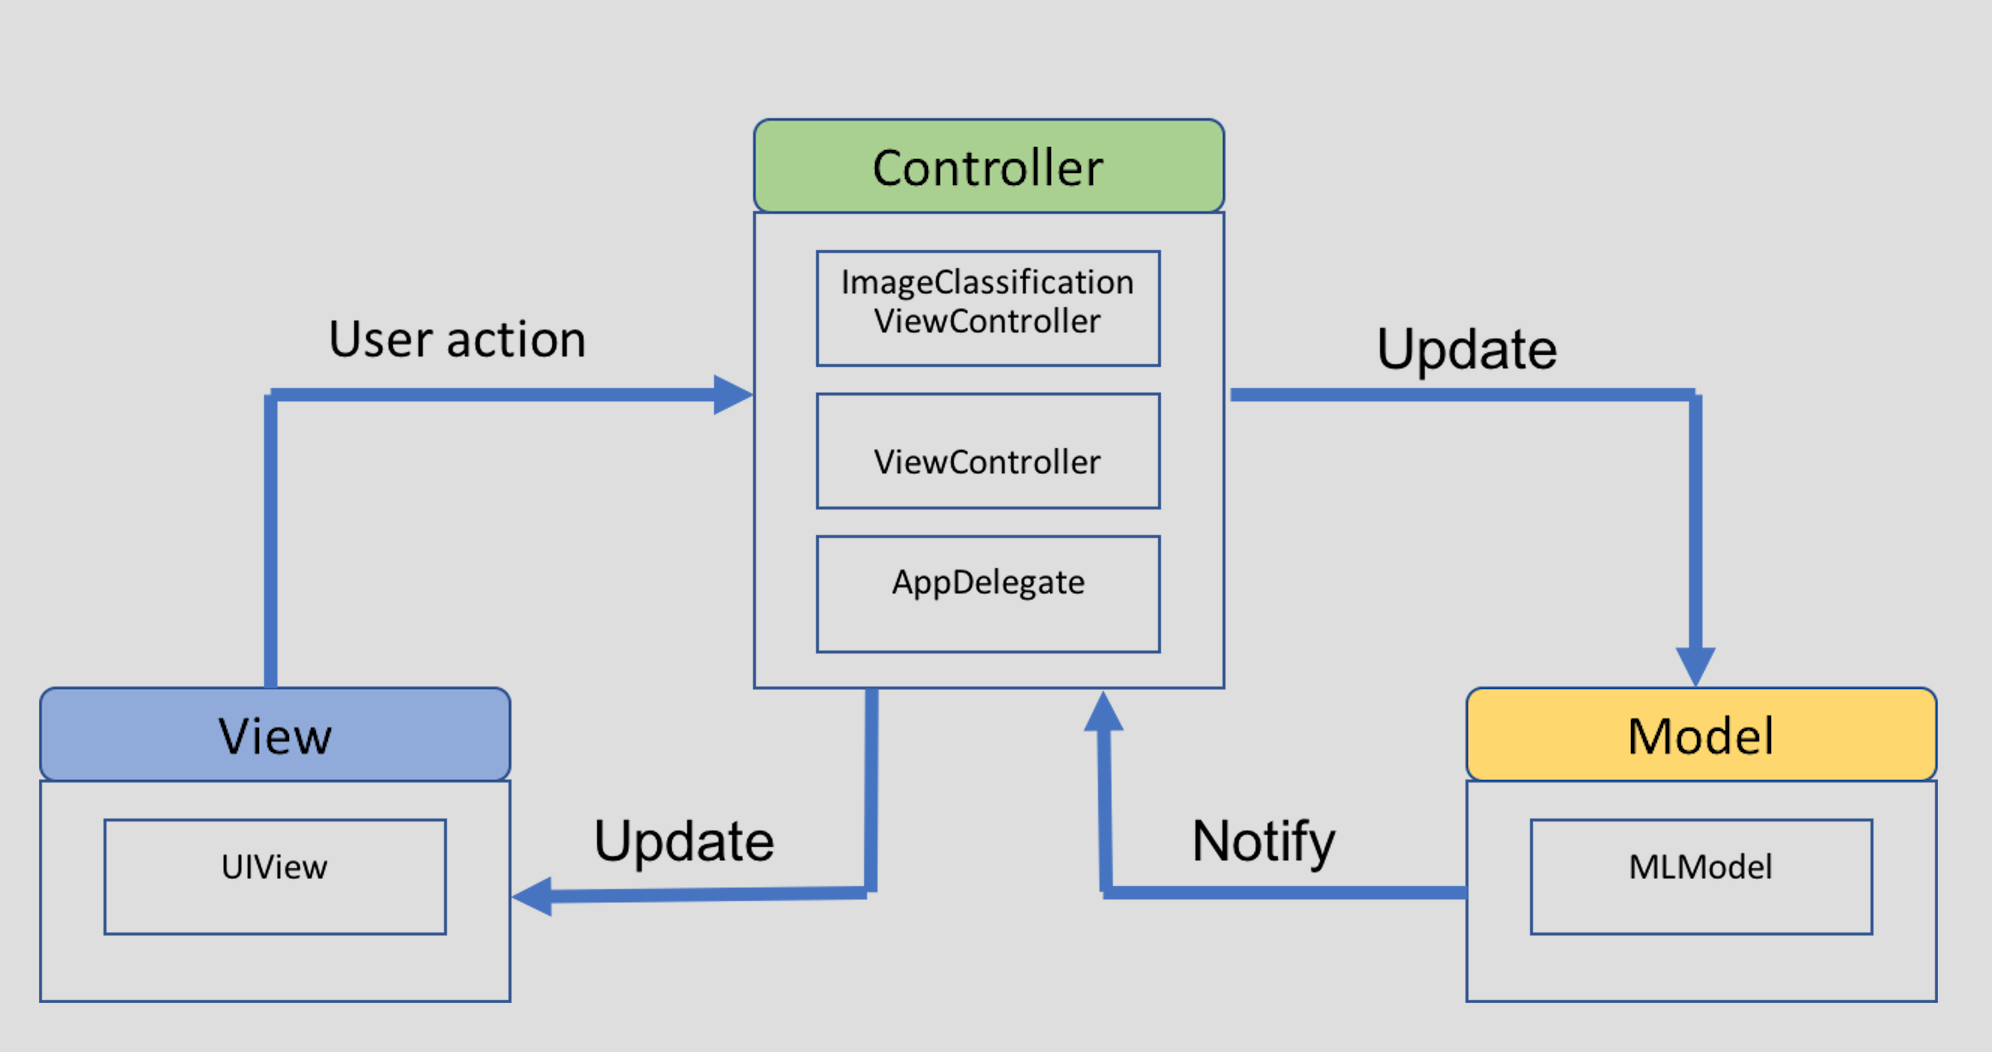 Controller
ImageClassification
ViewController
ViewController
AppDelegate
User action
Update
View
UIView
Update
Notify
Model
MLModel